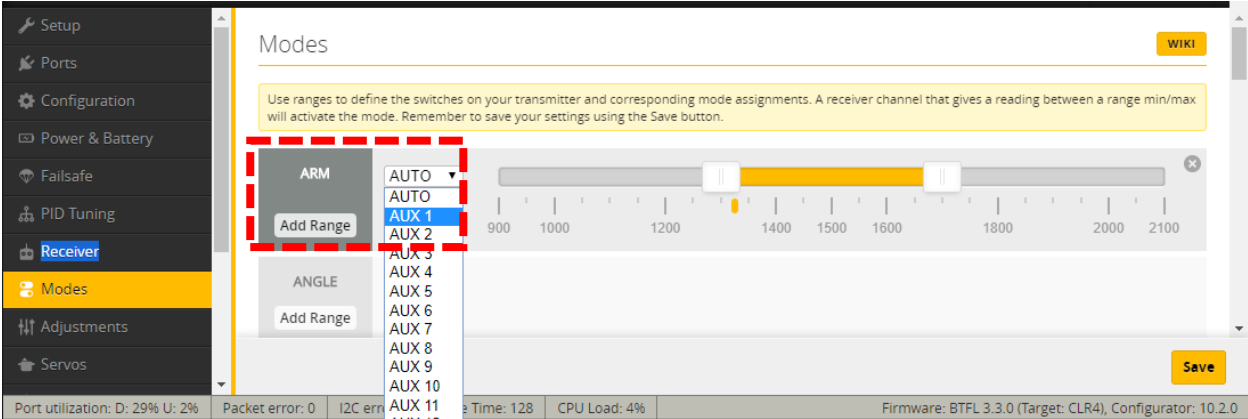 Setup
Ports
Configuration
Power & Battery
Failsafe
PID Tuning
Receiver
Modes
Adjustments
Servos
Modes
WIKI
Use ranges to define the switches on your transmitter and corresponding mode assignments. A receiver channel that gives a reading between a range min/max
will activate the mode. Remember to save your settings using the Save button.
ARM
Add Range
AUTO
AUTO
AUX 1
AUX 2
AUX 3
AUX 4
AUX 5
AUX 6
AUX 7
AUX 8
AUX 9
AUX 10
AUX 11
900 1000 1200 1400 1500 1600 1800 2000 2100
ANGLE
Add Range
Save
Port utilization: D: 29% U: 2% Packet error: 0 I2C Time: 128 CPU Load: 4% Firmware: BTFL 3.3.0 (Target: CLR4), Configurator: 10.2.0